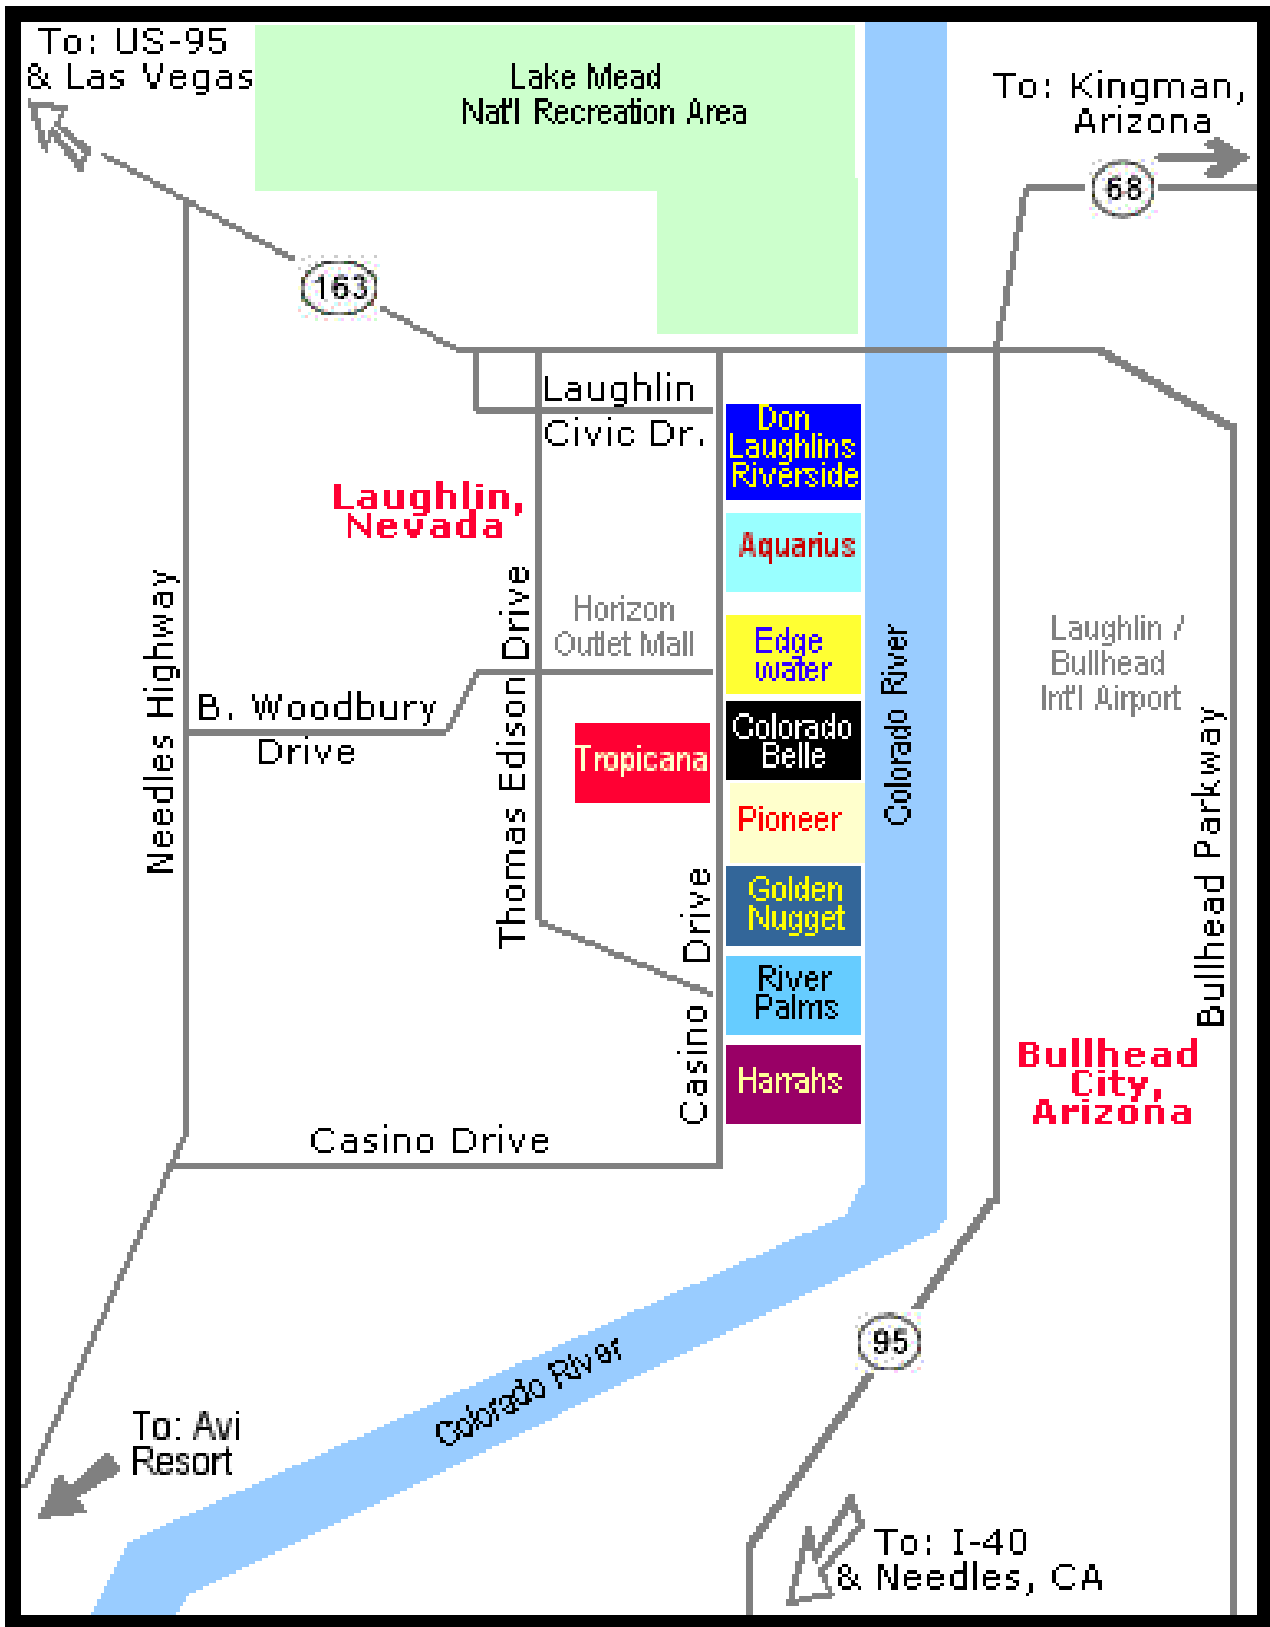 To: US-95
& Las Vegas
Lake Mead
Nat'l Recreation Area
To: Kingman,
Arizona
68
163
Laughlin
Civic Dr.
Don
Laughlins
Riverside
Laughlin,
Nevada
Aquarius
Needles Highway
Thomas Edison Drive
Horizon
Outlet Mall
Edge
water
Colorado River
Laughlin /
Bullhead
Int'l Airport
B. Woodbury
Drive
Tropicana
Colorado
Belle
Bullhead Parkway
Pioneer
Casino Drive
Golden
Nugget
River
Palms
Harrahs
Bullhead
City,
Arizona
Casino Drive
95
Colorado River
To: Avi
Resort
To: I-40
& Needles, CA